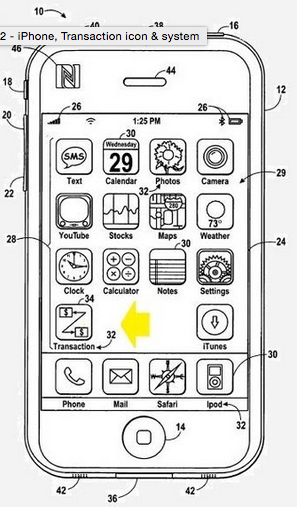 10
40
38
16
2 - iPhone, Transaction icon & system
46
44
18
12
20
26
1:25 PM
26
30
SMS
Wednesday
29
Text
Calendar
Photos
Camera
32
29
22
280
73°
YouTube
Stocks
Maps
Weather
28
30
24
Clock
Calculator
Notes
Settings
34
$
$
Transaction
32
iTunes
30
W
Phone
Mail
Safari
Ipod
32
14
42
36
42